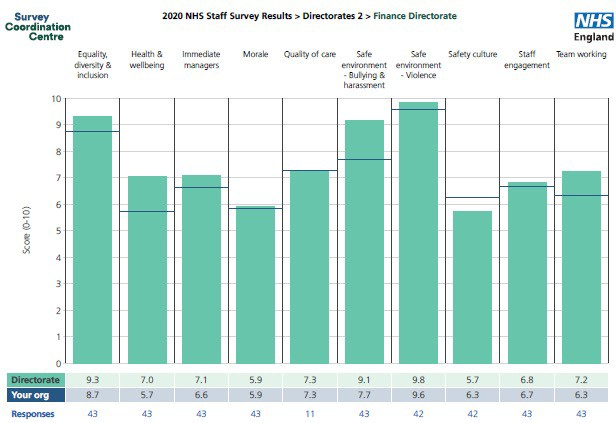 Survey
Coordination
Centre
2020 NHS Staff Survey Results > Directorates 2 > Finance Directorate
NHS
England
Equality,
diversity &
inclusion
Health &
wellbeing
Immediate
managers
Morale
Quality of care
Safe
environment
- Bullying &
harassment
Safe
environment
- Violence
Safety culture
Staff
engagement
Team working
Score (0-10)
10
9
8
7
6
5
4
3
2
1
0
Directorate 9.3 7.0 7.1 5.9 7.3 9.1 9.8 5.7 6.8 7.2
Your org 8.7 5.7 6.6 5.9 7.3 7.7 9.6 6.3 6.7 6.3
Responses 43 43 43 43 11 43 42 42 43 43